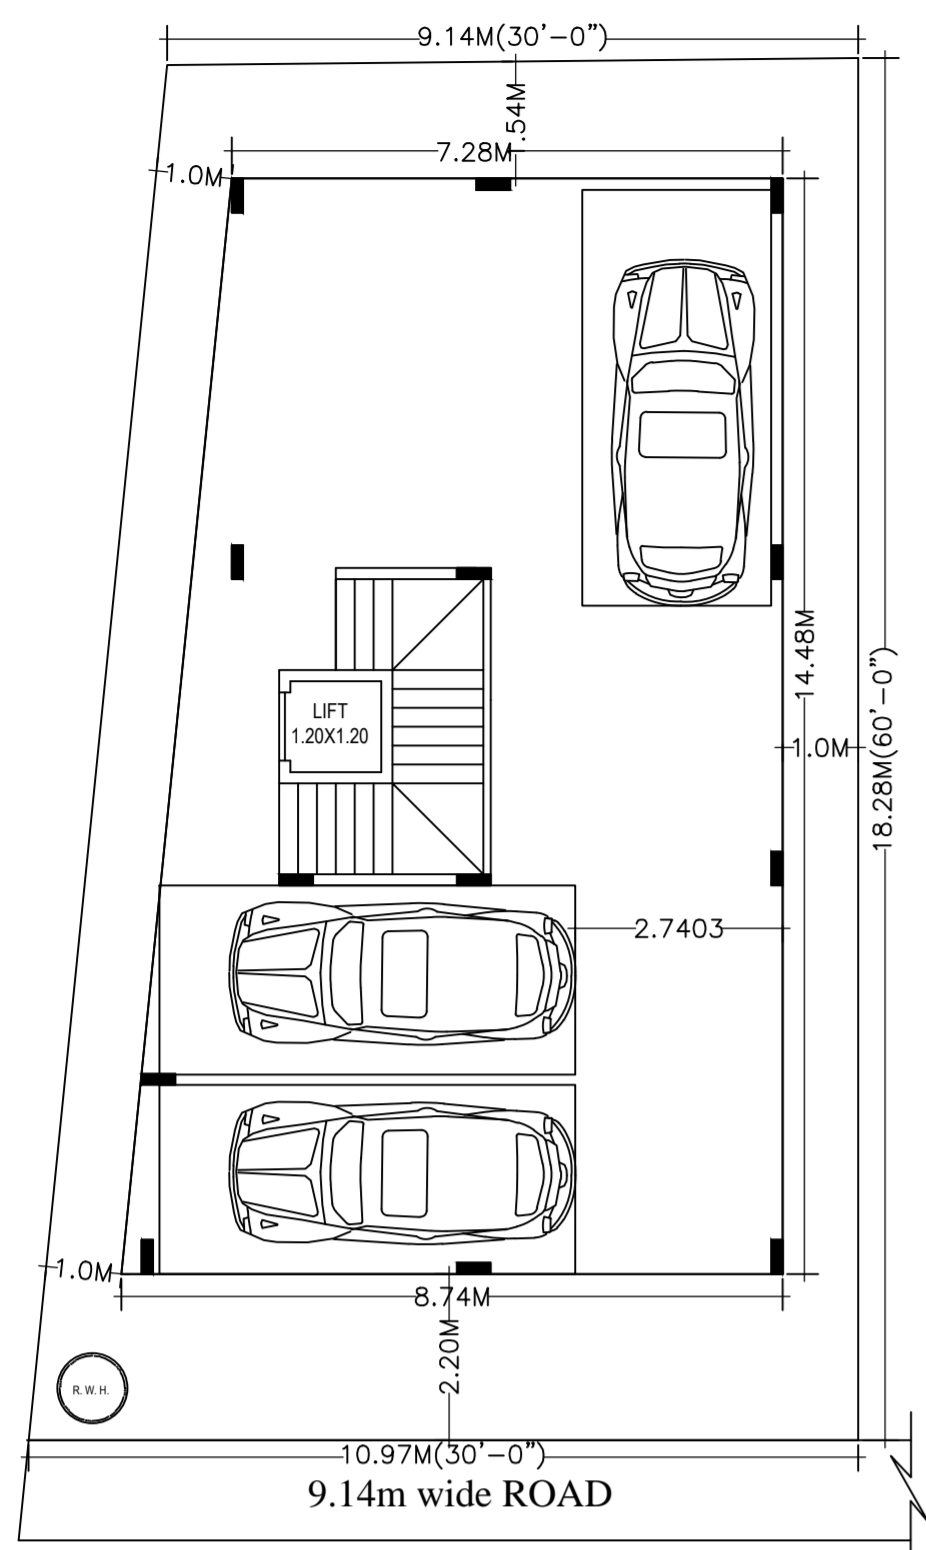 9.14M(30'-0")
.54M
7.28M
1.0M
14.48M
18.28M(60'-0")
LIFT
1.20X1.20
1.0M
2.7403
1.0M
8.74M
2.20M
R. W. H.
10.97M(30'-0")
9.14m wide ROAD